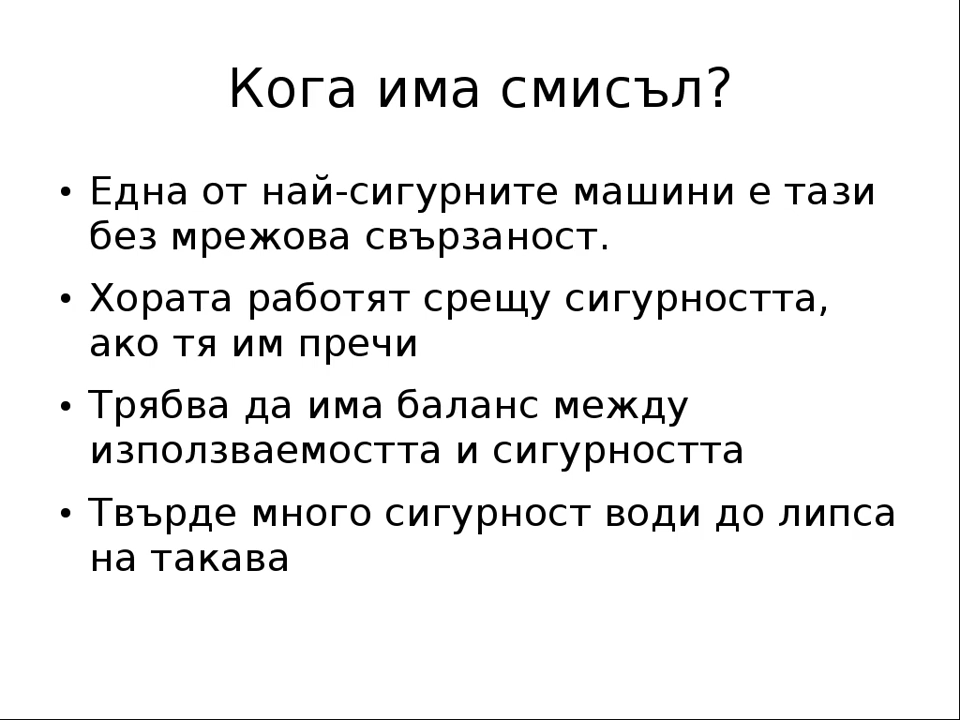 Кога има смисъл?
• Една от най-сигурните машини е тази
без мрежова свързаност.
• Хората работят срещу сигурността,
ако тя им пречи
• Трябва да има баланс между
използваемостта и сигурността
• Твърде много сигурност води до липса
на такава